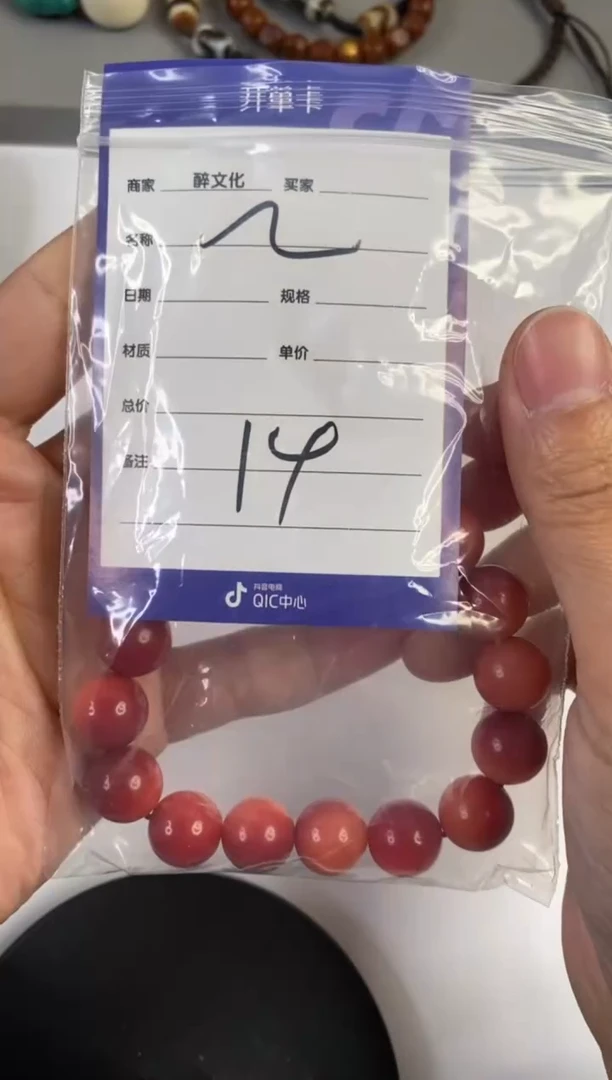 开单卡
商家 醉文化 买家
名称
日期 规格
材质 单价
总价
14
备注
抖音电商
QIC中心